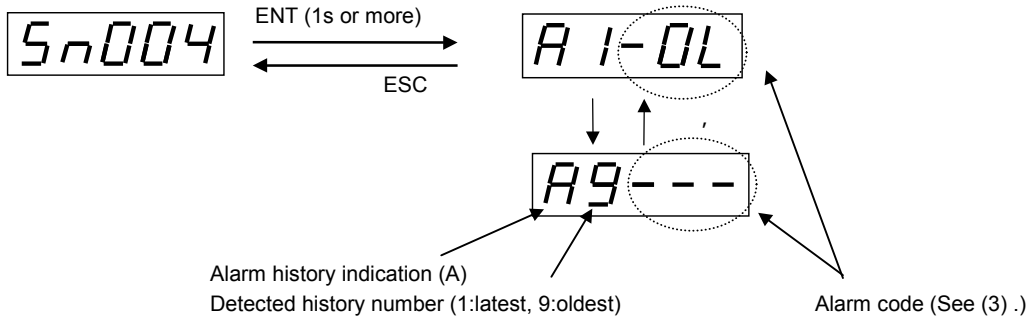 ENT (1s or more)
Sn004
A1-OL
ESC
,
A9---
Alarm history indication (A)
Detected history number (1:latest, 9:oldest)
Alarm code (See (3) .)